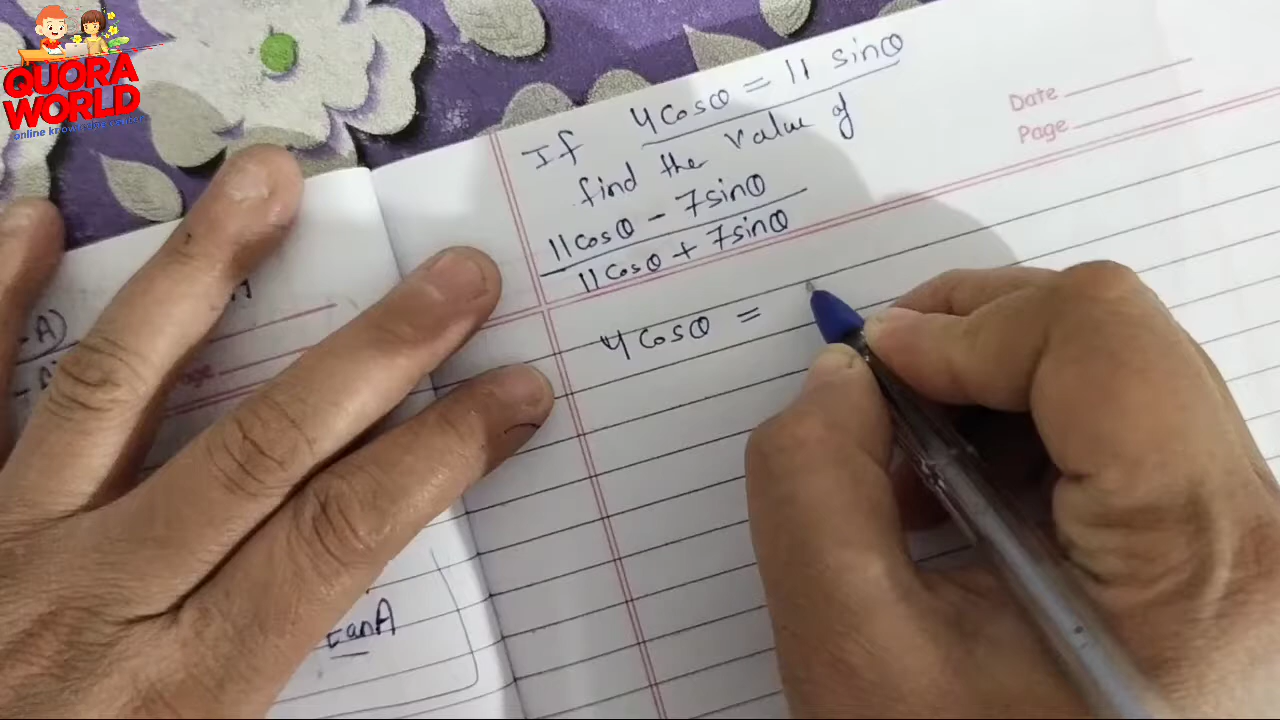 QUORA
WORLD
If 4cosθ = 11 sinθ
find the value of
11cosθ - 7sinθ
11cosθ + 7sinθ
4cosθ =
Date
Page
tanA